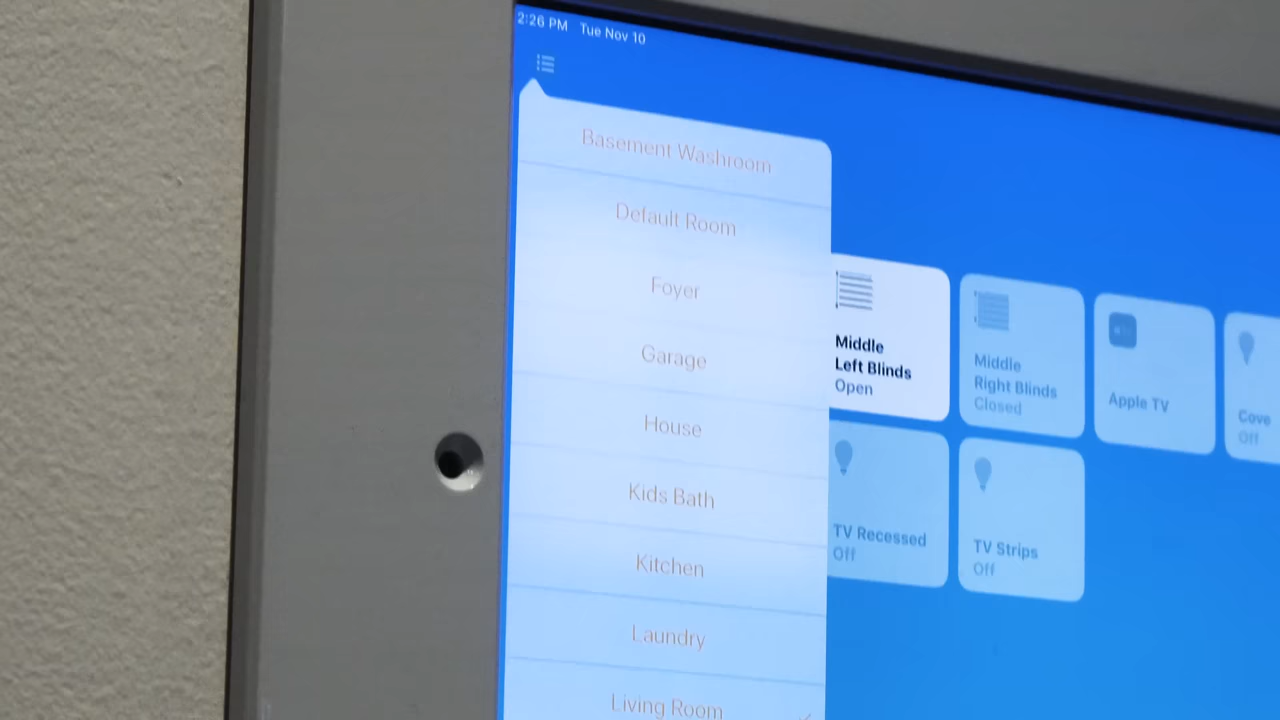 2:26 PM Tue Nov 10
Basement Washroom
Default Room
Foyer
Garage
House
Kids Bath
Kitchen
Laundry
Living Room
Middle
Left Blinds
Open
Middle
Right Blinds
Closed
Apple TV
Cove
Off
TV Recessed
Off
TV Strips
Off